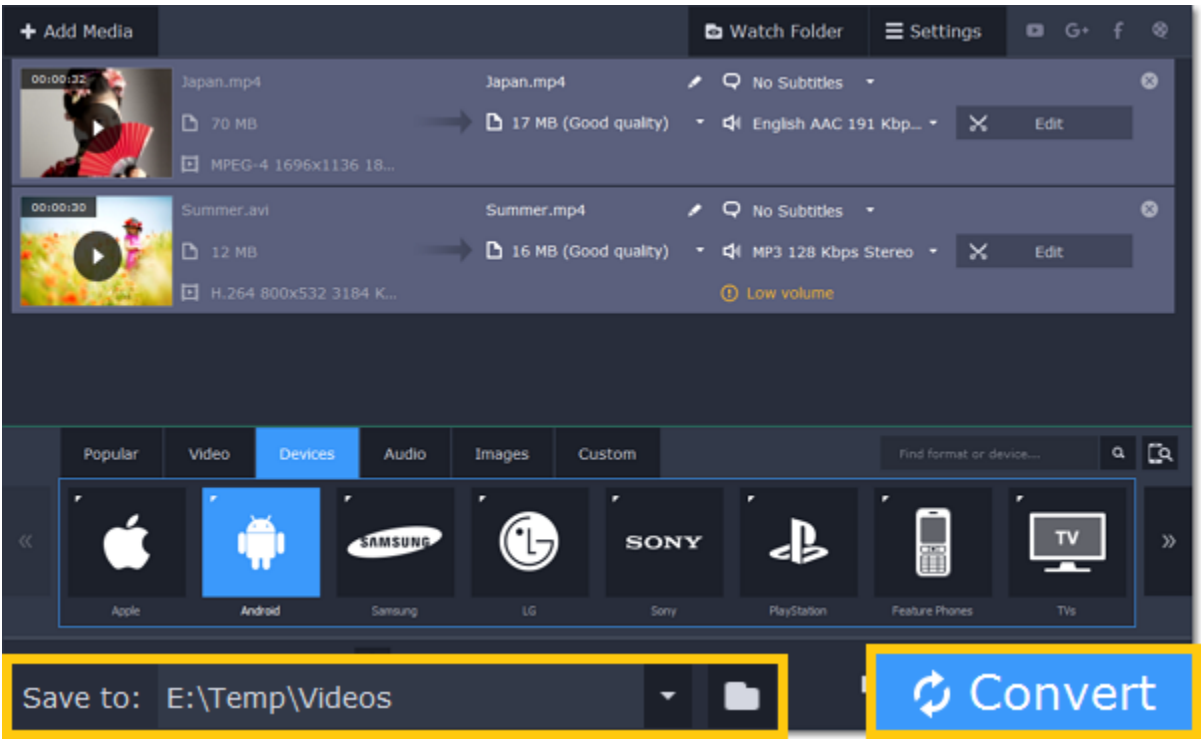 Add Media
Watch Folder
Settings
G+
f
00:00:32
Japan.mp4
Japan.mp4
No Subtitles
70 MB
17 MB (Good quality)
English AAC 191 Kbp...
Edit
MPEG-4 1696x1136 18...
00:00:30
Summer.avi
Summer.mp4
No Subtitles
12 MB
16 MB (Good quality)
MP3 128 Kbps Stereo
Edit
H.264 800x532 3184 K...
Low volume
Popular
Video
Devices
Audio
Images
Custom
Find format or device....
SAMSUNG
LG
SONY
TV
Apple
Android
Samsung
LG
Sony
PlayStation
Feature Phones
TVs
Save to:
E:\Temp\Videos
Convert